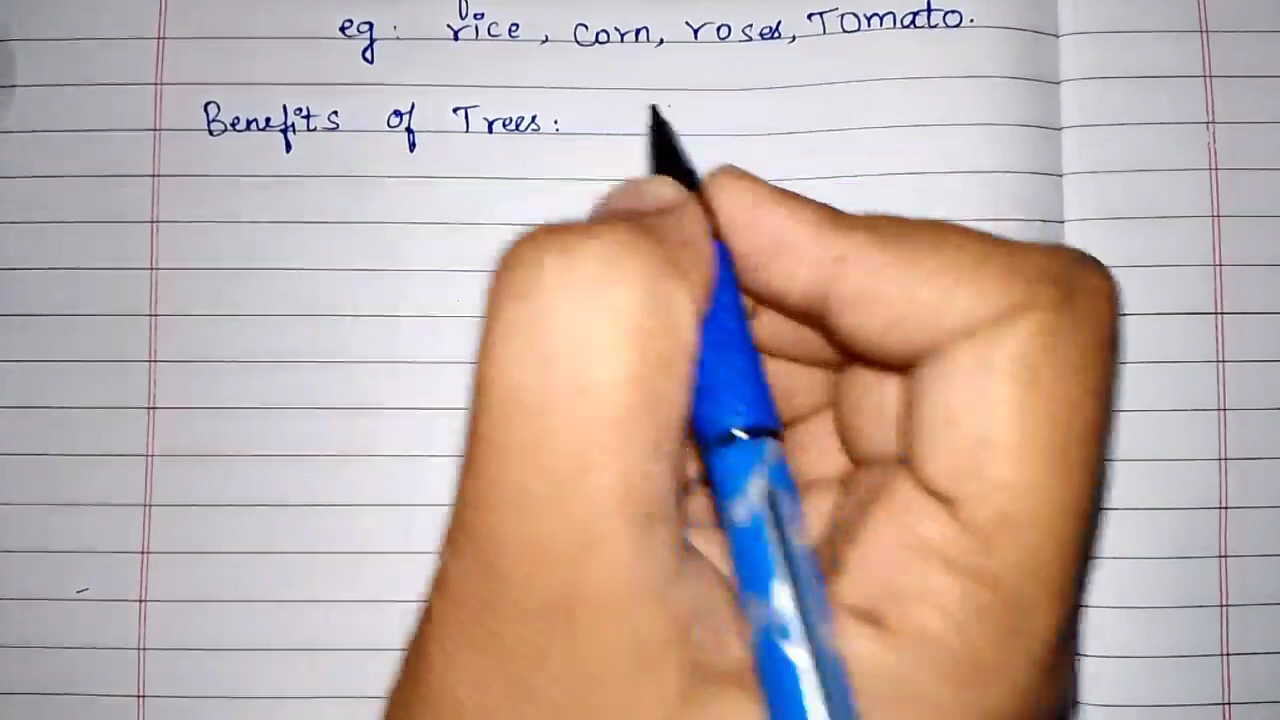 eg: rice, corn, roses, Tomato.
Benefits of Trees: